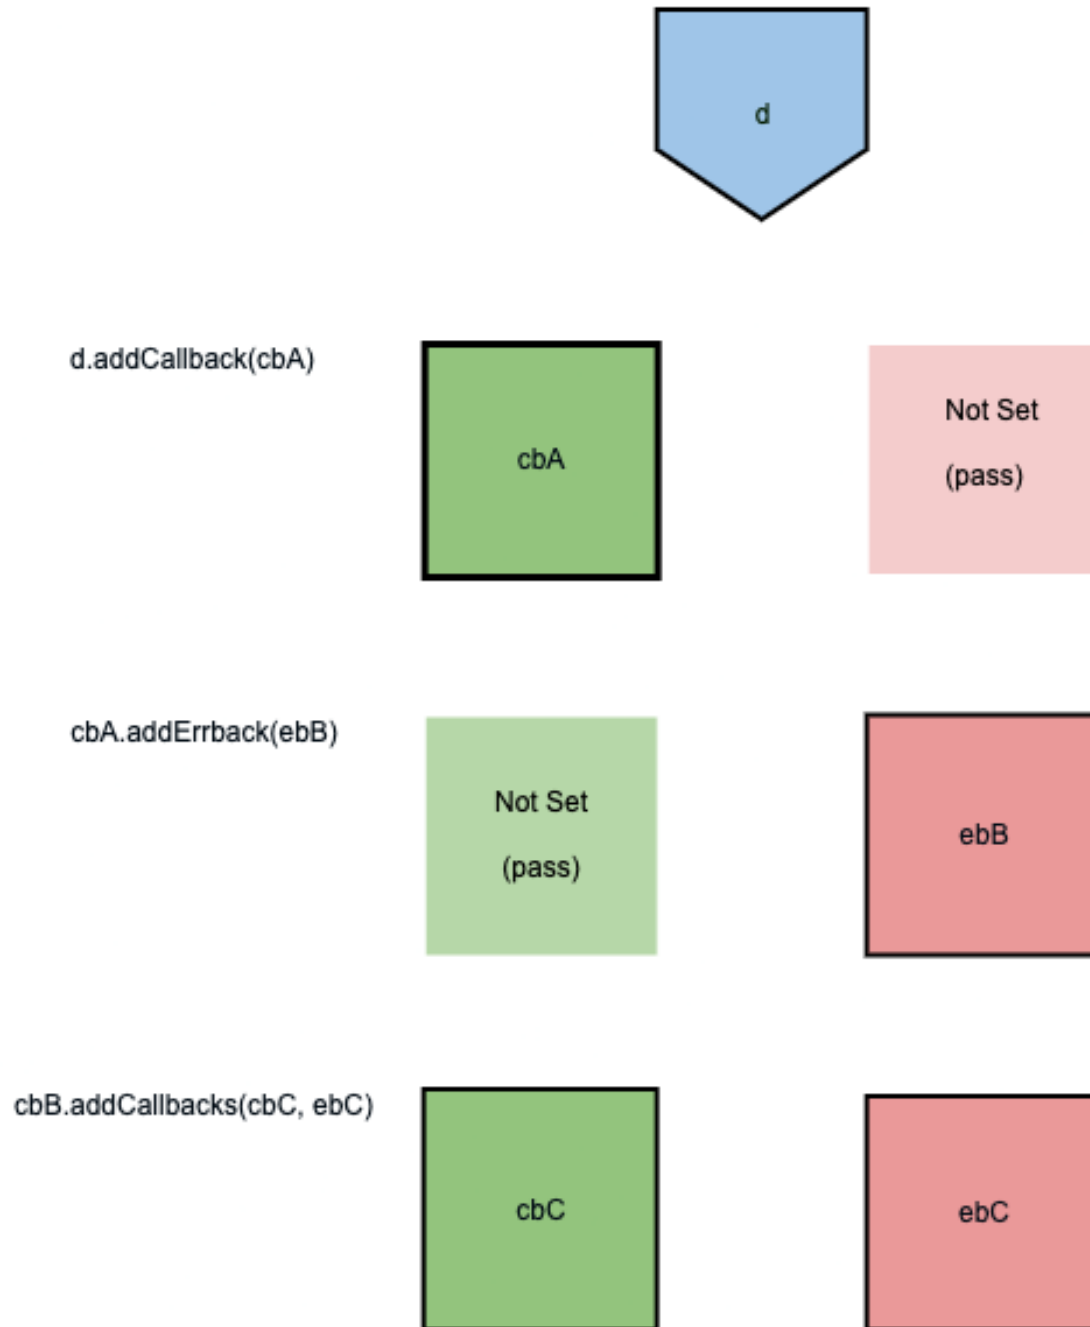 d
d.addCallback(cbA)
cbA
Not Set
(pass)
cbA.addErrback(ebB)
Not Set
(pass)
ebB
cbB.addCallbacks(cbC, ebC)
cbC
ebC